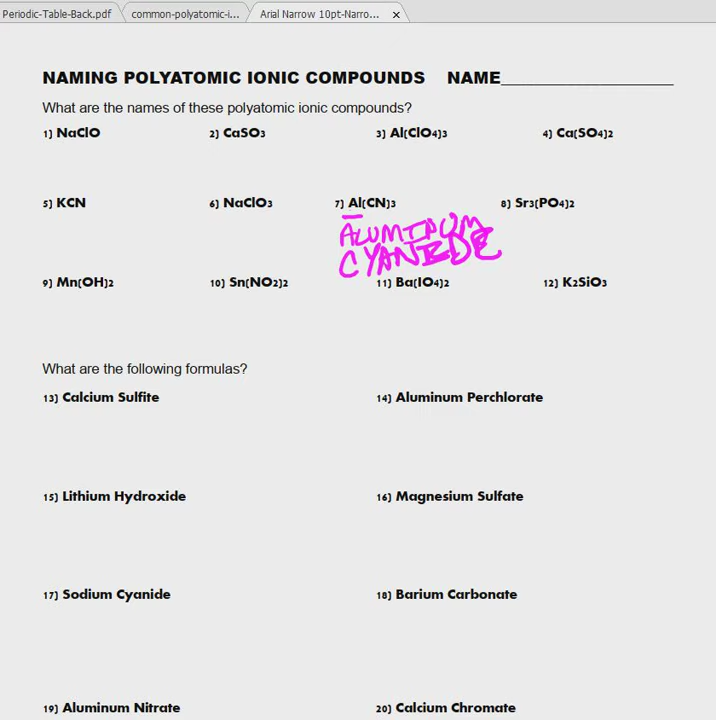 Periodic-Table-Back.pdf common-polyatomic-i... Arial Narrow 10pt-Narro... ×
NAMING POLYATOMIC IONIC COMPOUNDS NAME____________________
What are the names of these polyatomic ionic compounds?
1) NaClO 2) CaSO3 3) Al(ClO4)3 4) Ca(SO4)2
5) KCN 6) NaClO3 7) Al(CN)3 8) Sr3(PO4)2
ALUMINUM
CYANIDE
9) Mn(OH)2 10) Sn(NO2)2 11) Ba(IO4)2 12) K2SiO3
What are the following formulas?
13) Calcium Sulfite 14) Aluminum Perchlorate
15) Lithium Hydroxide 16) Magnesium Sulfate
17) Sodium Cyanide 18) Barium Carbonate
19) Aluminum Nitrate 20) Calcium Chromate